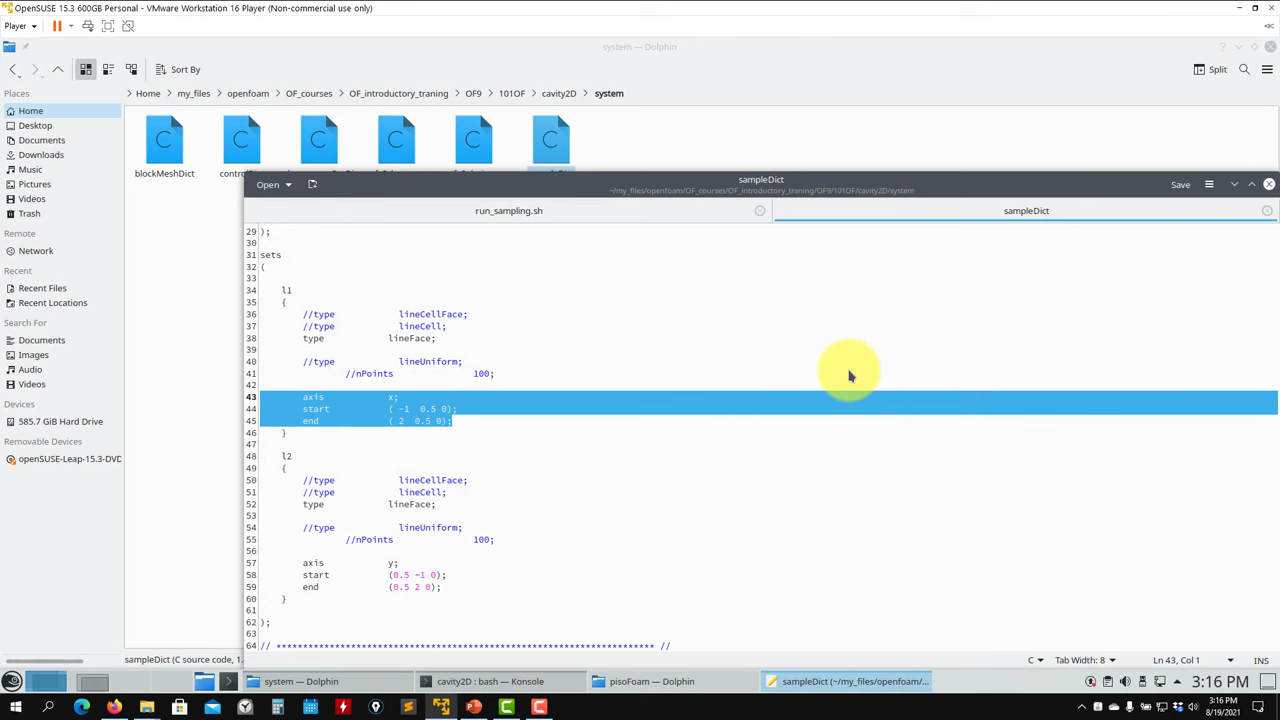 OpenSUSE 15.3 600GB Personal - VMware Workstation 16 Player (Non-commercial use only)
Player
system — Dolphin
Sort By
Split
Places
Home my_files openfoam OF_courses OF_introductory_traning OF9 101OF cavity2D system
Home
Desktop
Documents
Downloads
Music
Pictures
Videos
Trash
Remote
Network
Recent
Recent Files
Recent Locations
Search For
Documents
Images
Audio
Videos
Devices
585.7 GiB Hard Drive
Removable Devices
openSUSE-Leap-15.3-DVD
blockMeshDict
sampleDict
Open
~/my_files/openfoam/OF_courses/OF_introductory_traning/OF9/101OF/cavity2D/system
Save
run_sampling.sh
sampleDict
29 );
30
31 sets
32 (
33
34 l1
35 {
36 //type lineCellFace;
37 //type lineCell;
38 type lineFace;
39
40 //type lineUniform;
41 //nPoints 100;
42
43 axis x;
44 start ( -1 0.5 0);
45 end ( 2 0.5 0);
46 }
47
48 l2
49 {
50 //type lineCellFace;
51 //type lineCell;
52 type lineFace;
53
54 //type lineUniform;
55 //nPoints 100;
56
57 axis y;
58 start (0.5 -1 0);
59 end (0.5 2 0);
60 }
61
62 );
63
64 // ************************************************************************* //
sampleDict (C source code, 1.
C Tab Width: 8 Ln 43, Col 1 INS
system — Dolphin
cavity2D : bash — Konsole
pisoFoam — Dolphin
sampleDict (~/my_files/openfoam/...
3:16 PM
3:16 PM
8/19/2021